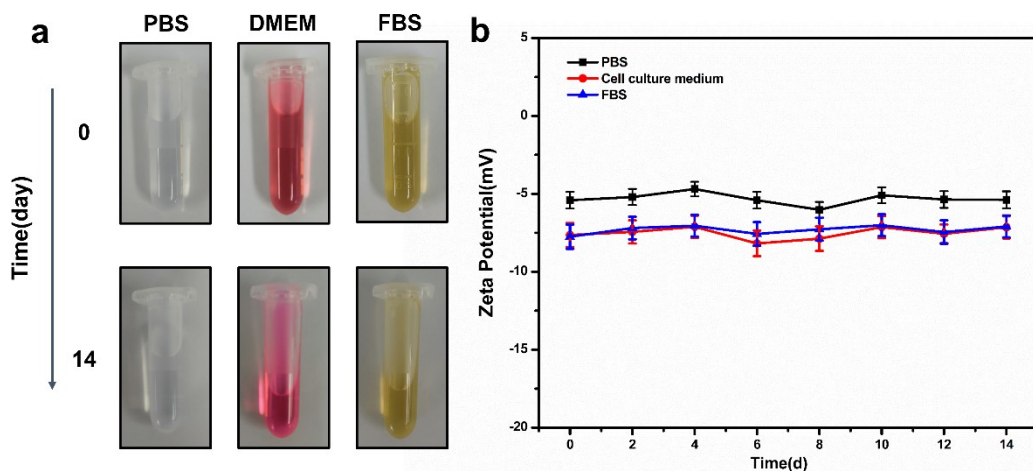 a
PBS DMEM FBS
Time(day)
0
14
b
PBS
Cell culture medium
FBS
Zeta Potential(mV)
5
0
-5
-10
-15
-20
0 2 4 6 8 10 12 14
Time(d)